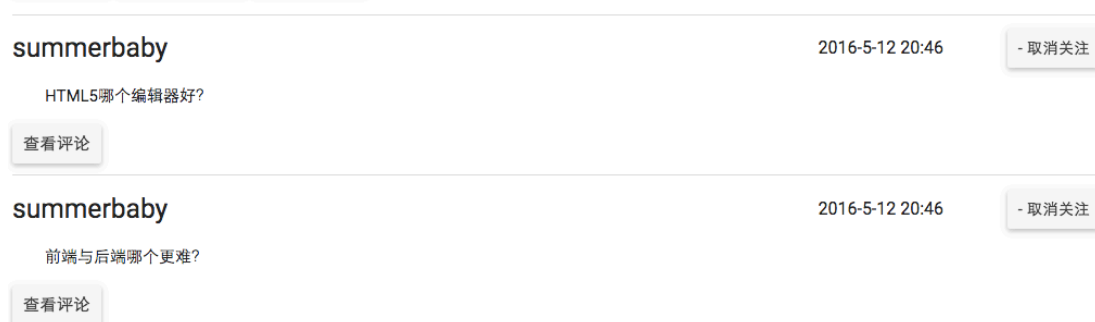 summerbaby 2016-5-12 20:46 - 取消关注
HTML5哪个编辑器好?
查看评论
summerbaby 2016-5-12 20:46 - 取消关注
前端与后端哪个更难?
查看评论